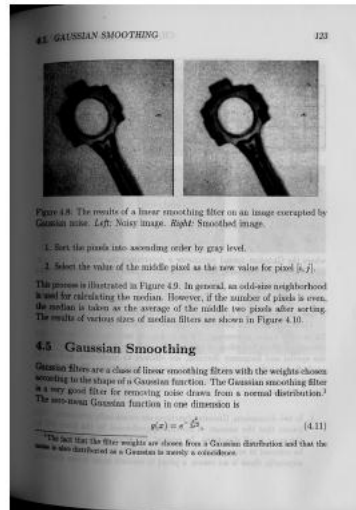 4.5. GAUSSIAN SMOOTHING 123
Figure 4.8: The results of a linear smoothing filter on an image corrupted by
Gaussian noise. Left: Noisy image. Right: Smoothed image.
1. Sort the pixels into ascending order by gray level.
2. Select the value of the middle pixel as the new value for pixel [i, j].
This process is illustrated in Figure 4.9. In general, an odd-size neighborhood
is used for calculating the median. However, if the number of pixels is even,
the median is taken as the average of the middle two pixels after sorting.
The results of various sizes of median filters are shown in Figure 4.10.
4.5 Gaussian Smoothing
Gaussian filters are a class of linear smoothing filters with the weights chosen
according to the shape of a Gaussian function. The Gaussian smoothing filter
is a very good filter for removing noise drawn from a normal distribution.¹
The zero-mean Gaussian function in one dimension is
g(x) = e (4.11)
¹The fact that the filter weights are chosen from a Gaussian distribution and that the
noise is also distributed as a Gaussian is merely a coincidence.